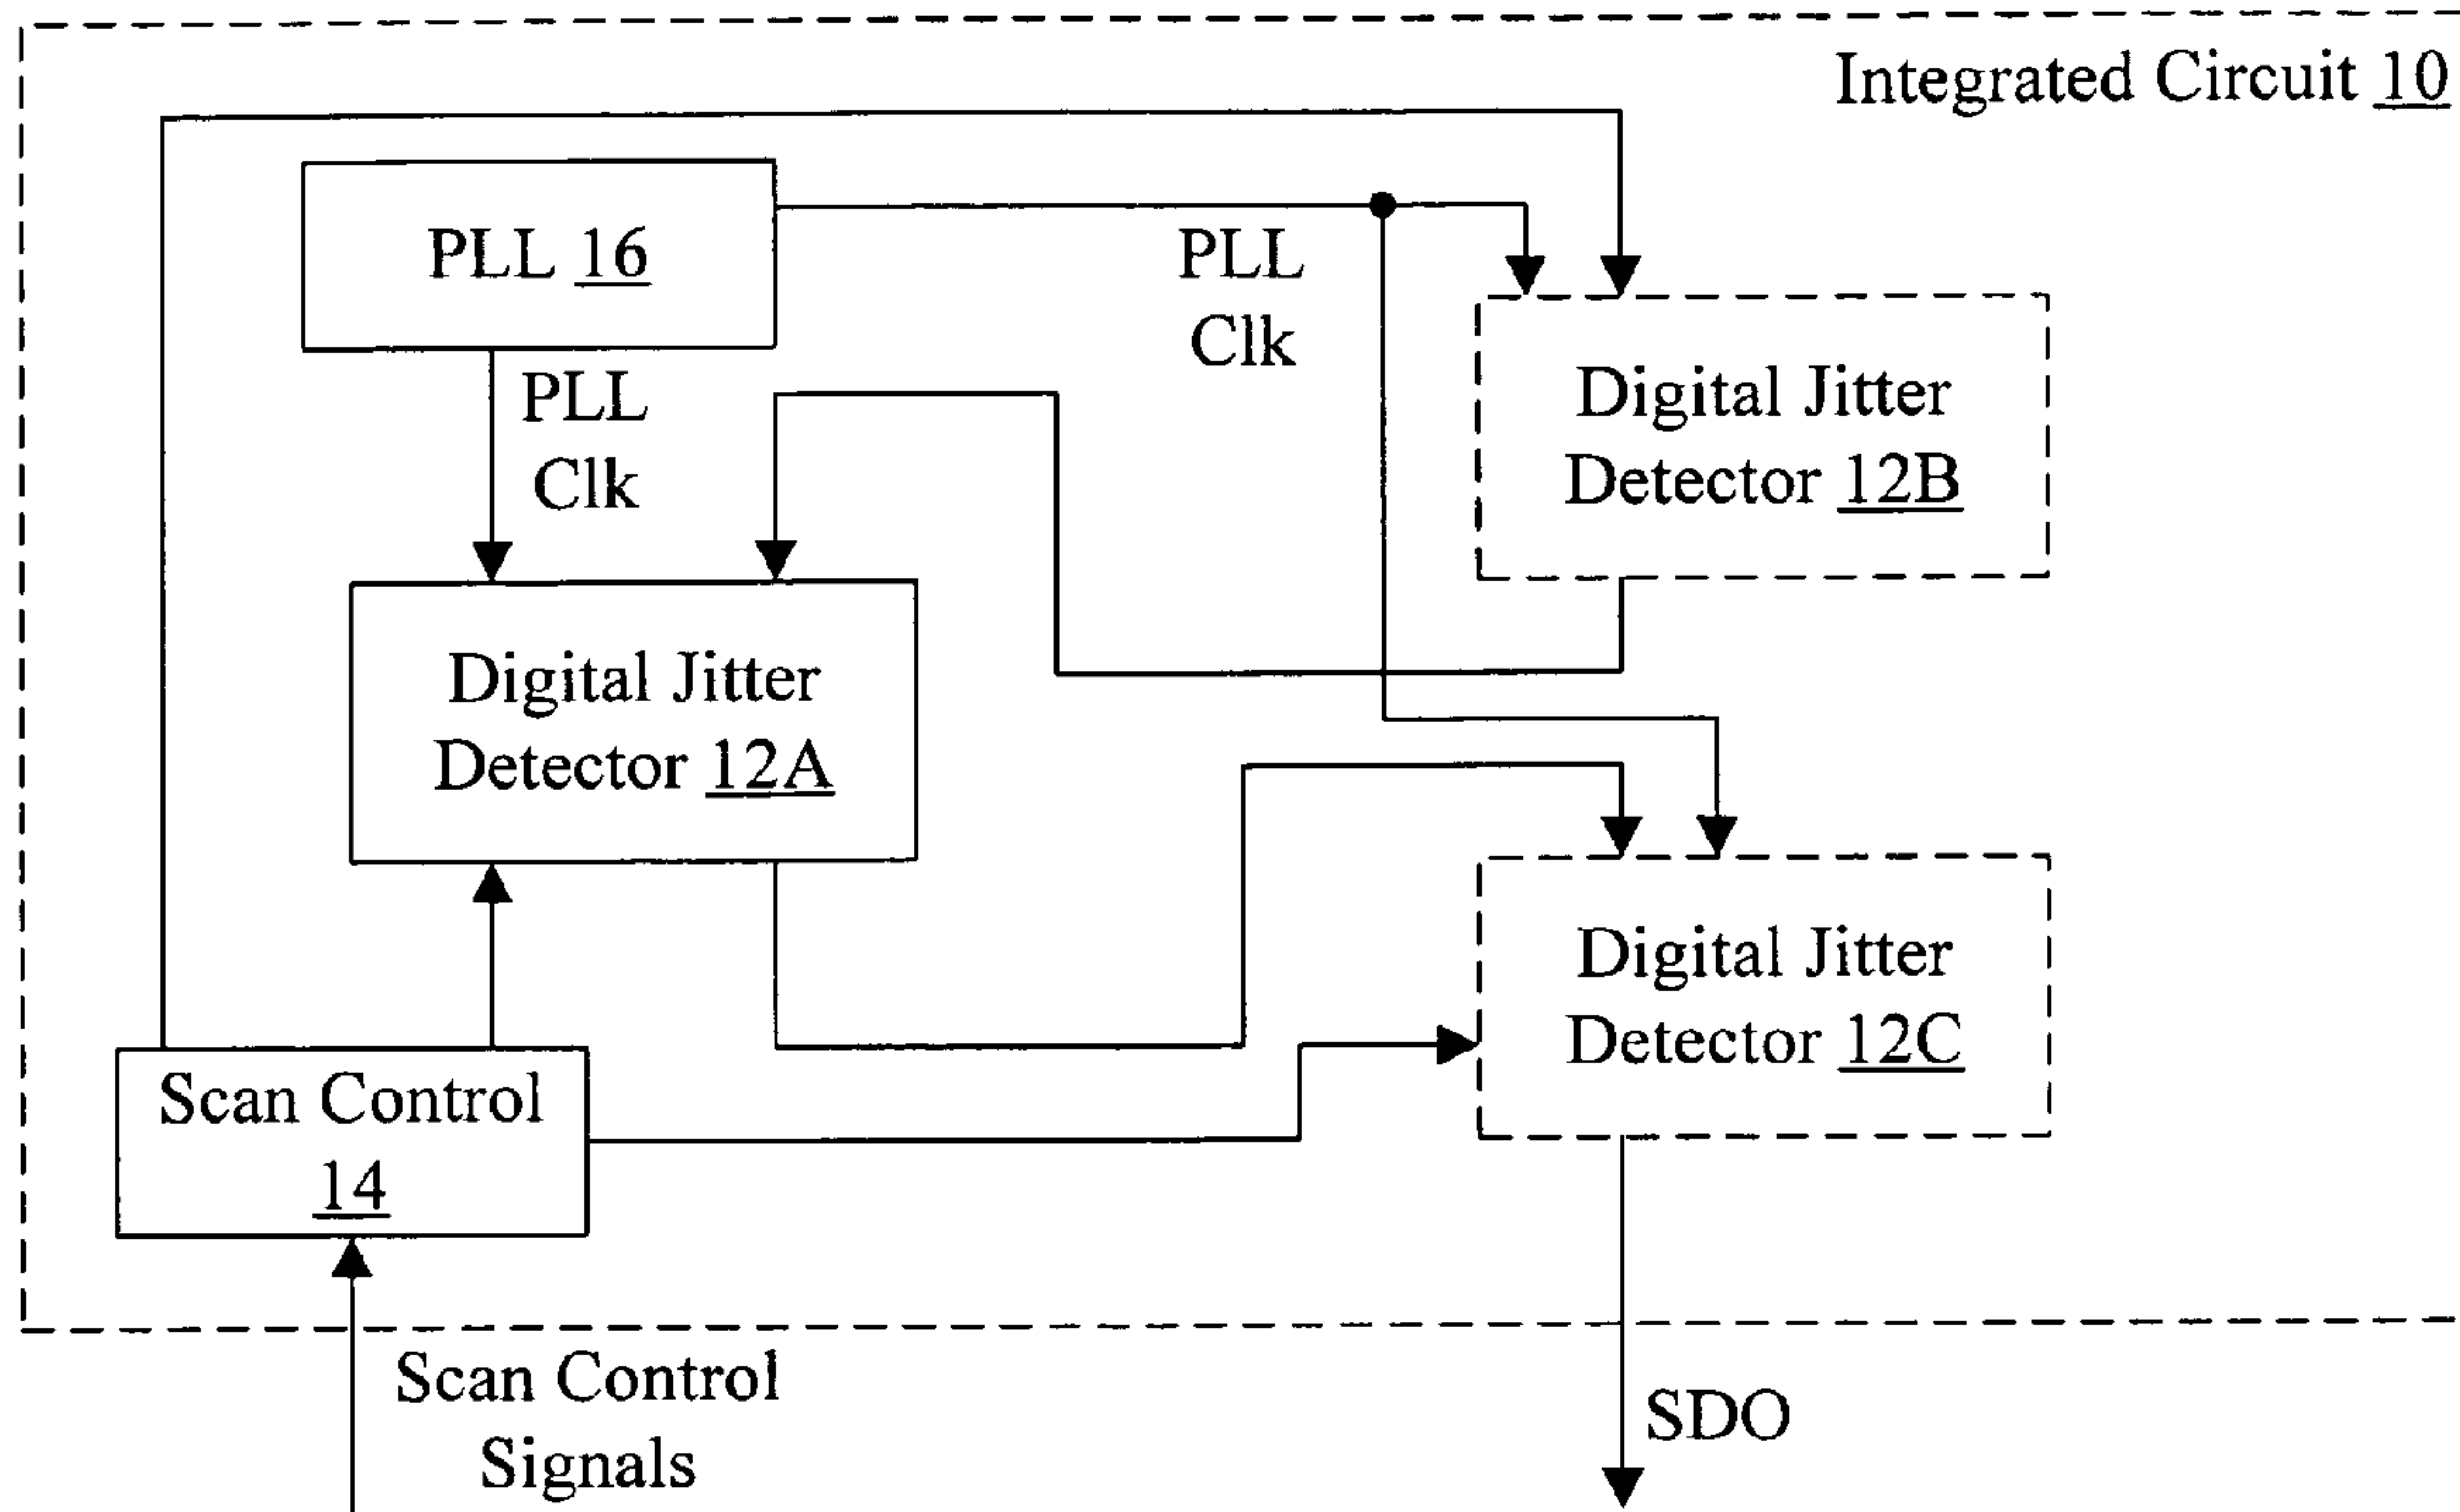 Integrated Circuit 10
PLL 16
PLL
Clk
PLL
Clk
Digital Jitter
Detector 12B
Digital Jitter
Detector 12A
Digital Jitter
Detector 12C
Scan Control
14
Scan Control
Signals
SDO